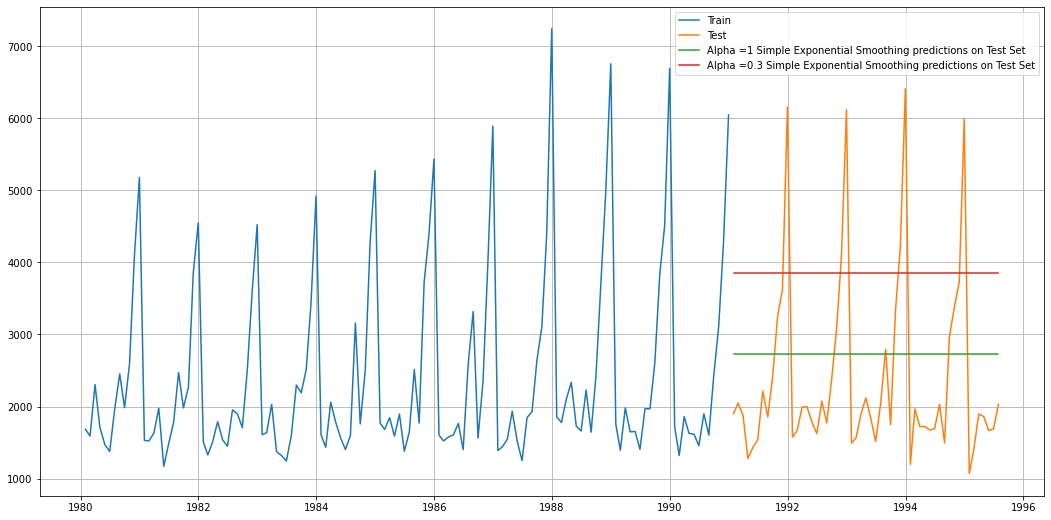 Train
Test
Alpha =1 Simple Exponential Smoothing predictions on Test Set
Alpha =0.3 Simple Exponential Smoothing predictions on Test Set
7000
6000
5000
4000
3000
2000
1000
1980 1982 1984 1986 1988 1990 1992 1994 1996